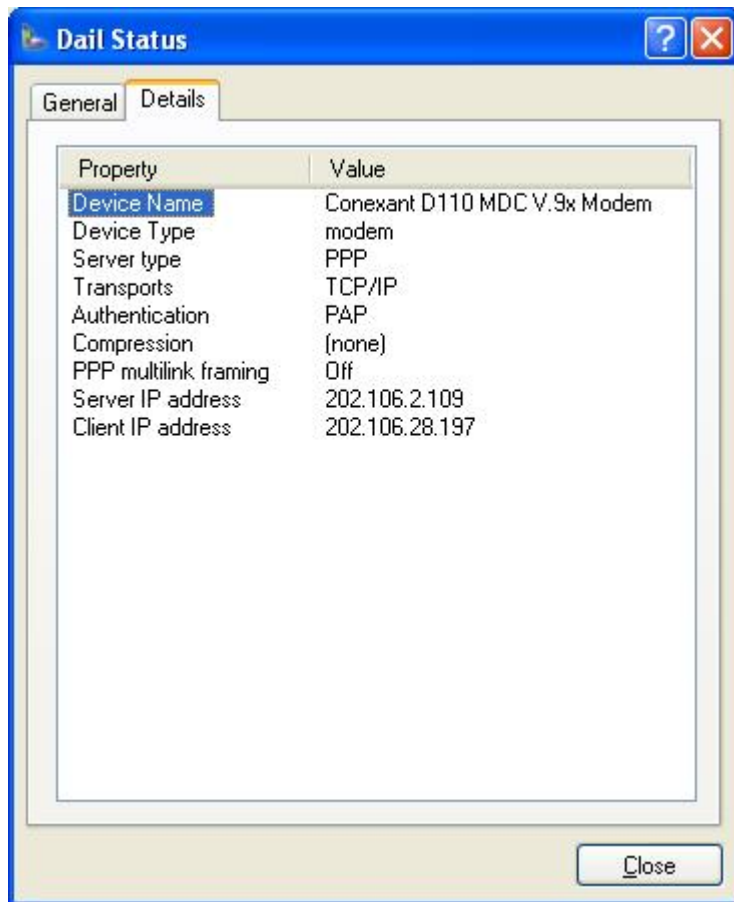 Dail Status
General Details
Property Value
Device Name Conexant D110 MDC V.9x Modem
Device Type modem
Server type PPP
Transports TCP/IP
Authentication PAP
Compression (none)
PPP multilink framing Off
Server IP address 202.106.2.109
Client IP address 202.106.28.197
Close